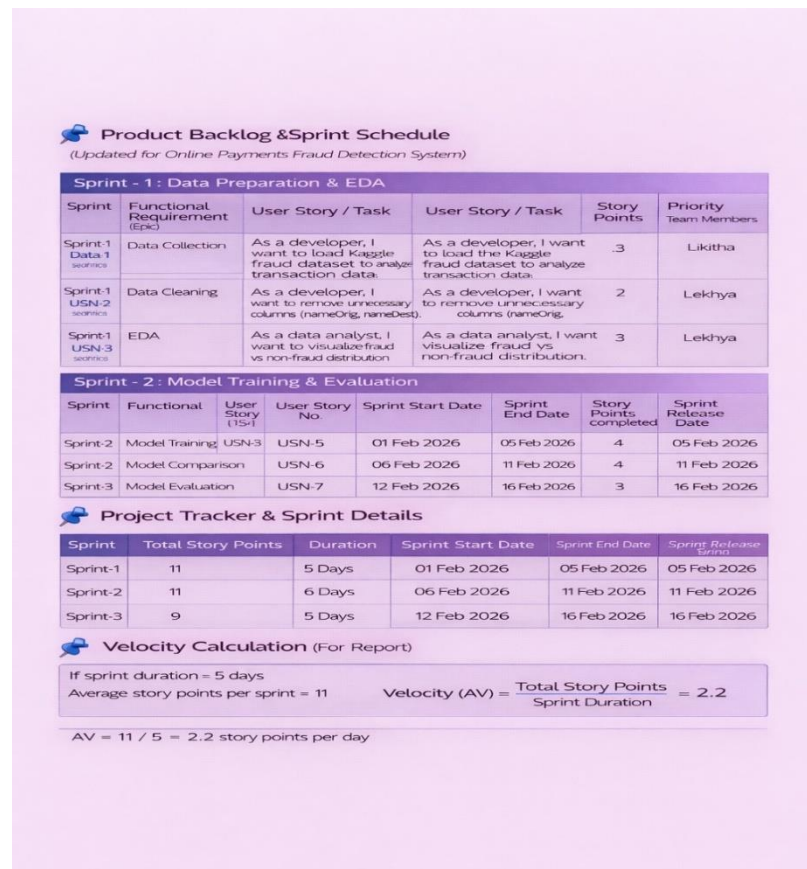 Product Backlog &Sprint Schedule
(Updated for Online Payments Fraud Detection System)
Sprint - 1: Data Preparation & EDA
Sprint Functional Requirement (Epic) User Story / Task User Story / Task Story Points Priority Team Members
Sprint-1 Data Collection As a developer, I As a developer, I want .3 Likitha
Data-1 want to load Kaggle to load the Kaggle
fraud dataset to analyze fraud dataset to analyze
transaction data. transaction data.
Sprint-1 Data Cleaning As a developer, I As a developer, I want 2 Lekhya
USN-2 want to remove unnecessary to remove unnecessary
columns (nameOrig, nameDest). columns (nameOrig,
Sprint-1 EDA As a data analyst, I As a data analyst, I want 3 Lekhya
USN-3 want to visualize fraud visualize fraud vs
vs non-fraud distribution non-fraud distribution.
Sprint - 2: Model Training & Evaluation
Sprint Functional User Story User Story No. Sprint Start Date Sprint End Date Story Points completed Sprint Release Date
Sprint-2 Model Training USN-3 USN-5 01 Feb 2026 05 Feb 2026 4 05 Feb 2026
Sprint-2 Model Comparison USN-6 06 Feb 2026 11 Feb 2026 4 11 Feb 2026
Sprint-3 Model Evaluation USN-7 12 Feb 2026 16 Feb 2026 3 16 Feb 2026
Project Tracker & Sprint Details
Sprint Total Story Points Duration Sprint Start Date Sprint End Date Sprint Release
Sprint-1 11 5 Days 01 Feb 2026 05 Feb 2026 05 Feb 2026
Sprint-2 11 6 Days 06 Feb 2026 11 Feb 2026 11 Feb 2026
Sprint-3 9 5 Days 12 Feb 2026 16 Feb 2026 16 Feb 2026
Velocity Calculation (For Report)
If sprint duration = 5 days
Average story points per sprint = 11
Velocity (AV) = Total Story Points / Sprint Duration = 2.2
AV = 11 / 5 = 2.2 story points per day